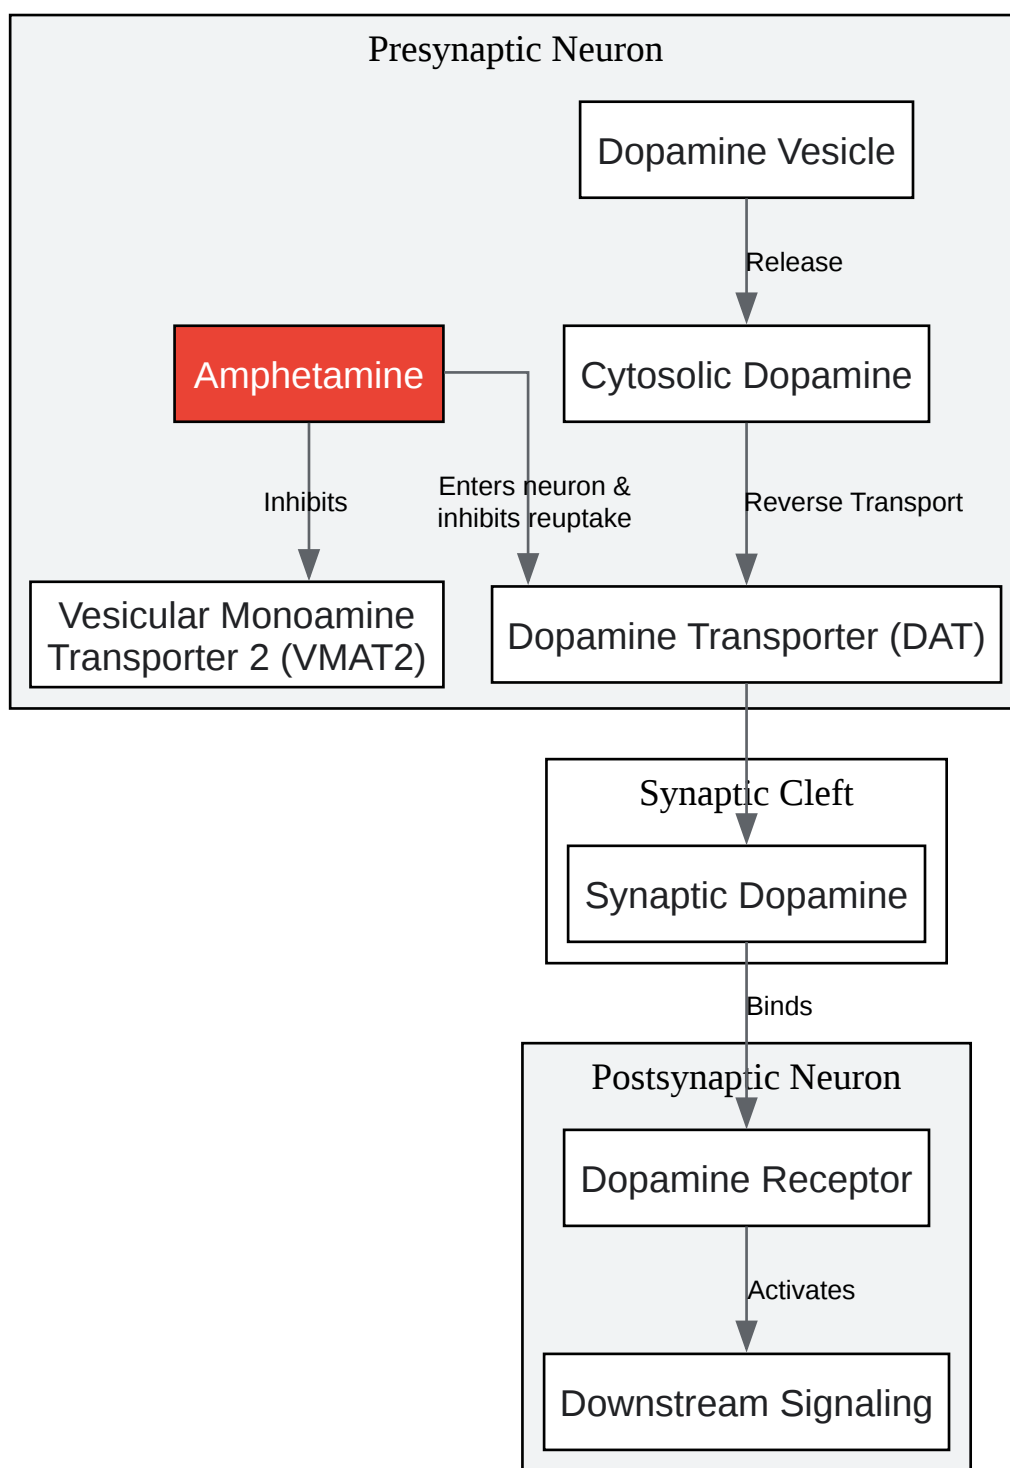 Presynaptic Neuron
Dopamine Vesicle
Release
Amphetamine
Cytosolic Dopamine
Inhibits
Enters neuron &
inhibits reuptake
Reverse Transport
Vesicular Monoamine
Transporter 2 (VMAT2)
Dopamine Transporter (DAT)
Synaptic Cleft
Synaptic Dopamine
Binds
Postsynaptic Neuron
Dopamine Receptor
Activates
Downstream Signaling